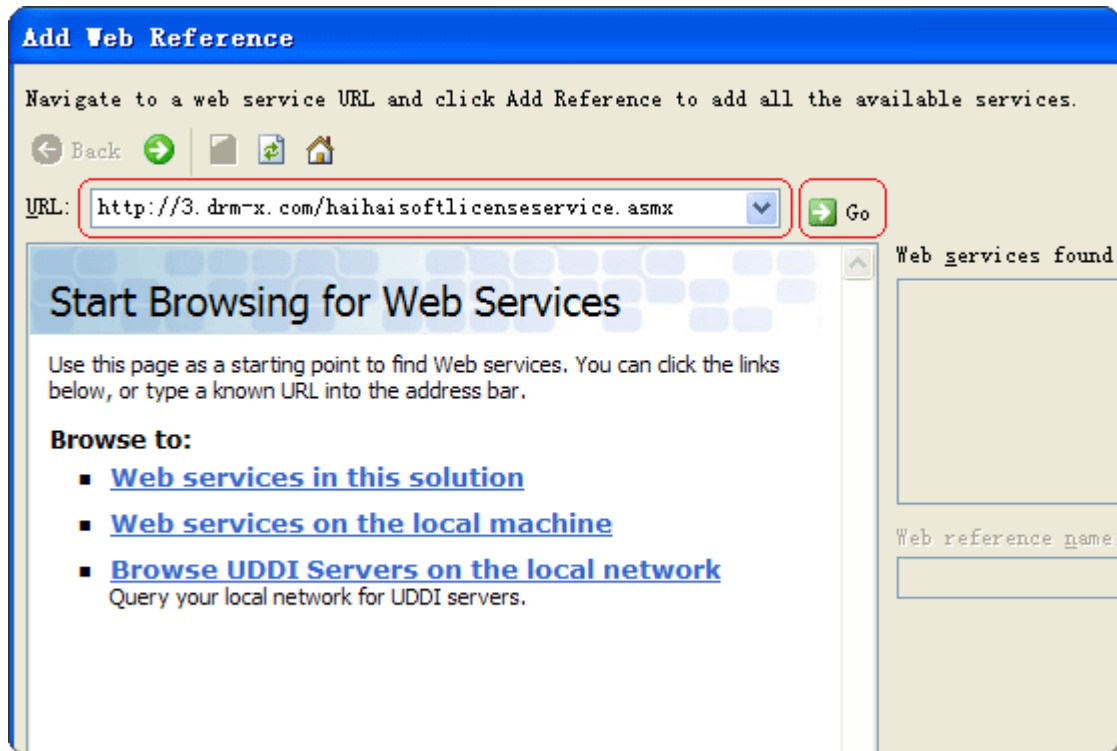 Add Web Reference
Navigate to a web service URL and click Add Reference to add all the available services.
Back
URL: http://3.drm-x.com/haihaisoftlicenseservice.asmx Go
Web services found
Start Browsing for Web Services
Use this page as a starting point to find Web services. You can click the links
below, or type a known URL into the address bar.
Browse to:
Web services in this solution
Web services on the local machine
Web reference name
Browse UDDI Servers on the local network
Query your local network for UDDI servers.